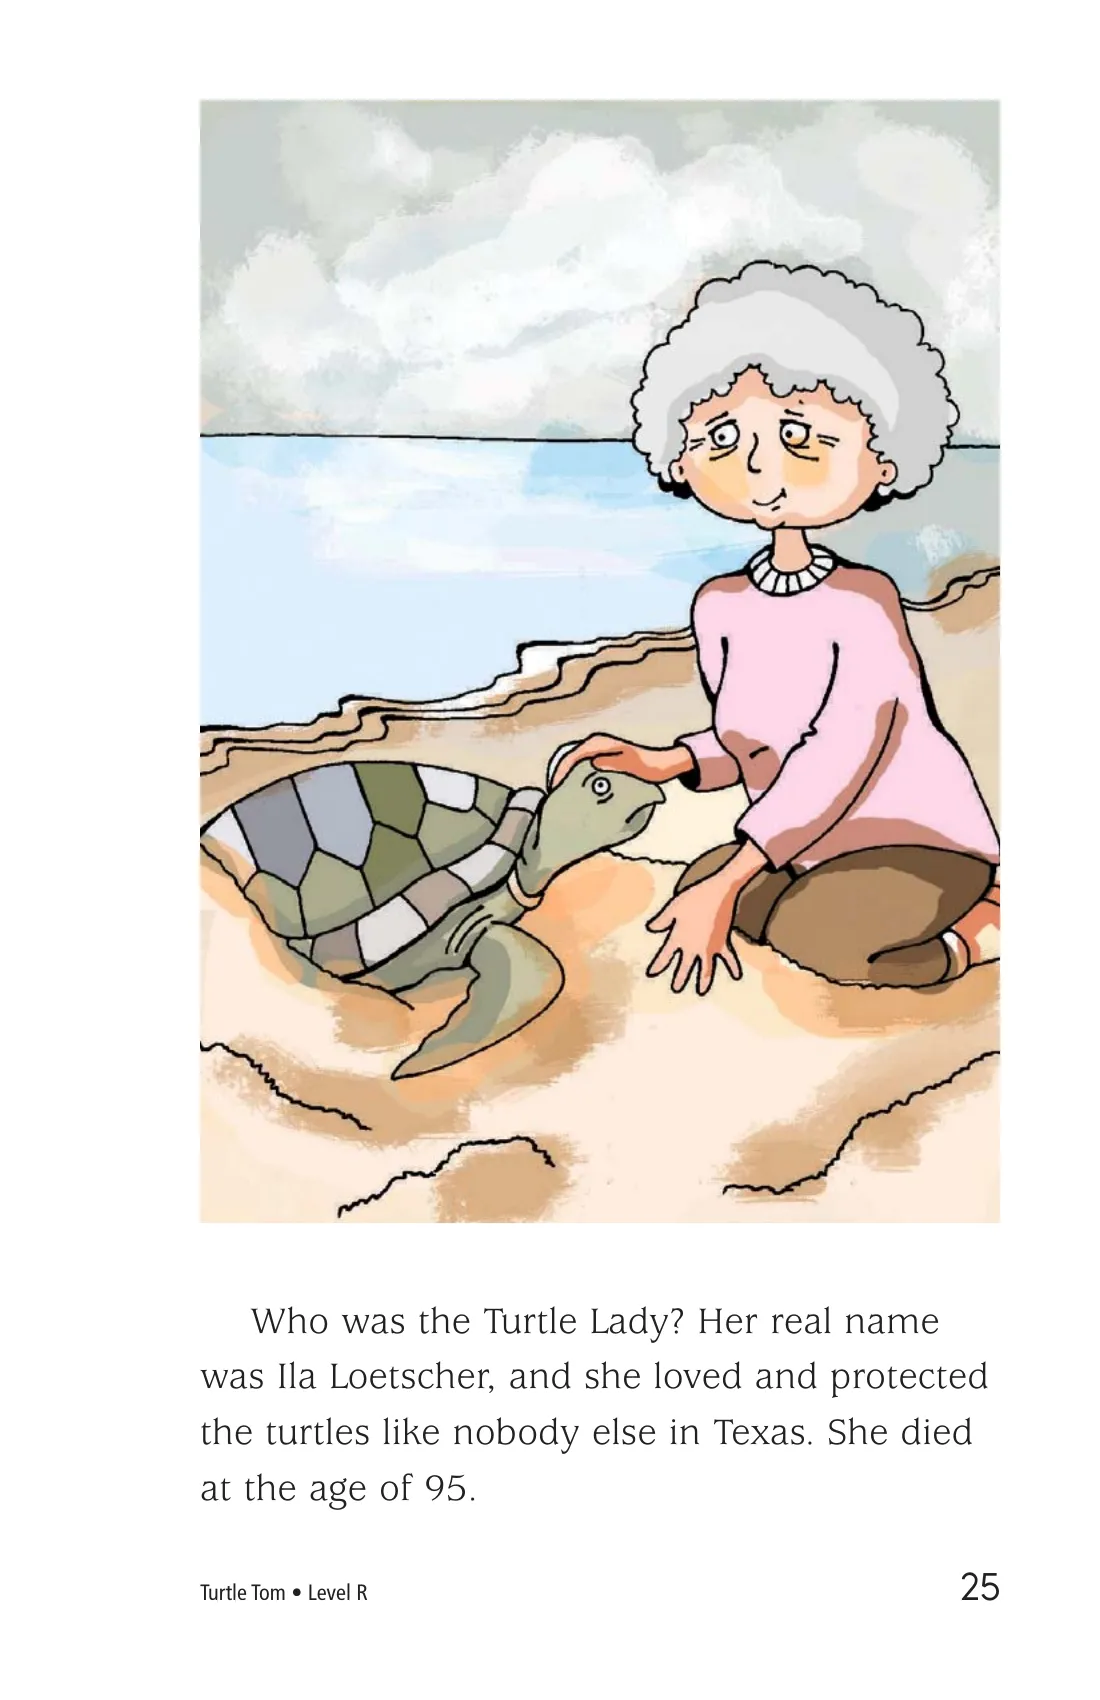 Who was the Turtle Lady? Her real name
was Ila Loetscher, and she loved and protected
the turtles like nobody else in Texas. She died
at the age of 95.
Turtle Tom • Level R
25